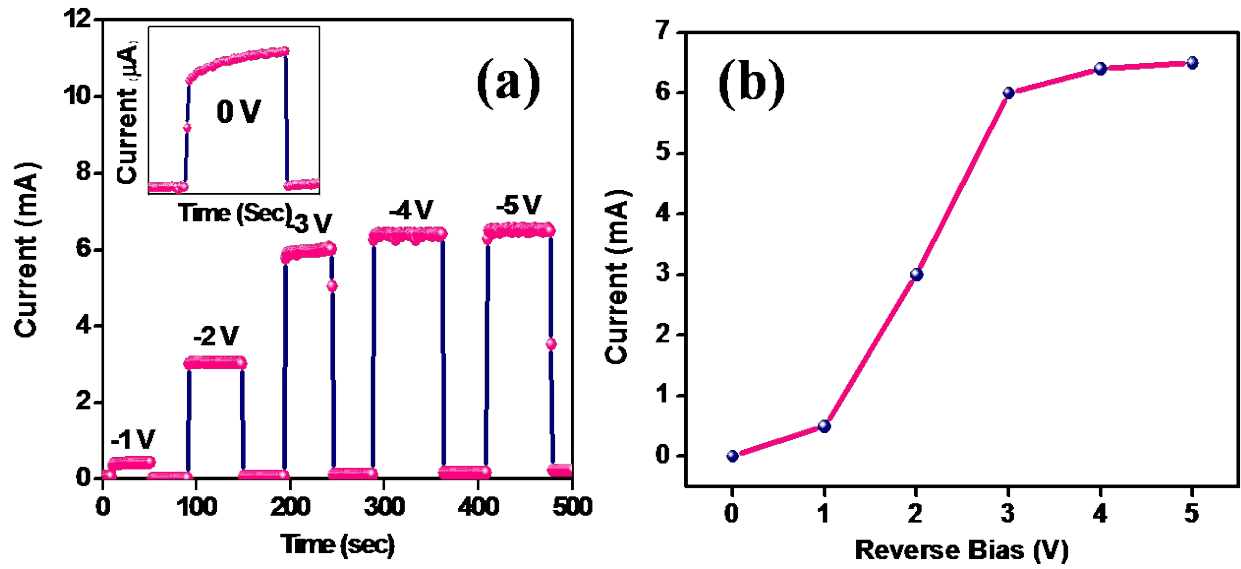 (a)
Current (mA)
12
10
8
6
4
2
0
0 100 200 300 400 500
Time (sec)
Current (μA)
0 V
Time (Sec)
-1 V
-2 V
-3 V
-4 V
-5 V
(b)
Current (mA)
7
6
5
4
3
2
1
0
0 1 2 3 4 5
Reverse Bias (V)